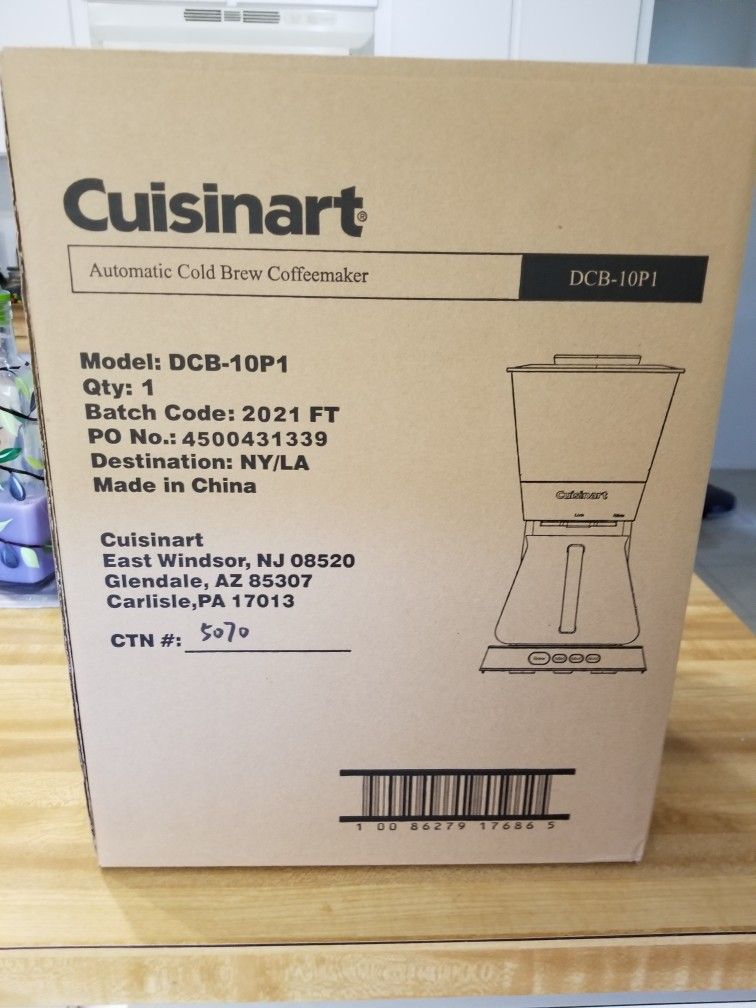 Cuisinart®
Automatic Cold Brew Coffeemaker DCB-10P1
Model: DCB-10P1
Qty: 1
Batch Code: 2021 FT
PO No.: 4500431339
Destination: NY/LA
Made in China
Cuisinart
East Windsor, NJ 08520
Glendale, AZ 85307
Carlisle,PA 17013
CTN #: 5070
Cuisinart
1 00 86279 17686 5